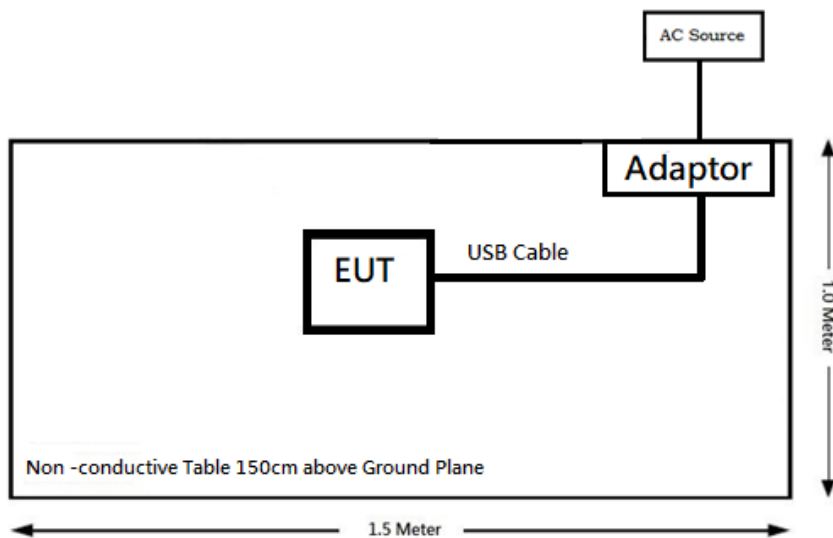 AC Source
Adaptor
USB Cable
EUT
1.0 Meter
Non -conductive Table 150cm above Ground Plane
1.5 Meter